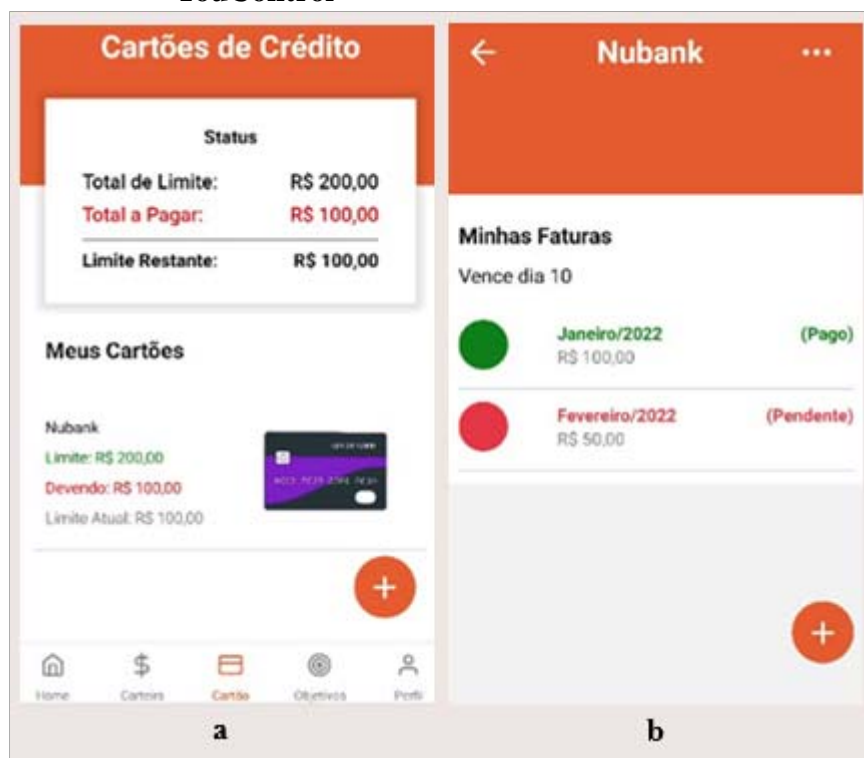 YouControl
Cartões de Crédito
Status
Total de Limite: R$ 200,00
Total a Pagar: R$ 100,00
Limite Restante: R$ 100,00
Meus Cartões
Nubank
Limite: R$ 200,00
Devendo: R$ 100,00
Limite Atual: R$ 100,00
+
Home Carteira Cartão Objetivos Perfil
a
Nubank
Minhas Faturas
Vence dia 10
Janeiro/2022 (Pago)
R$ 100,00
Fevereiro/2022 (Pendente)
R$ 50,00
+
b